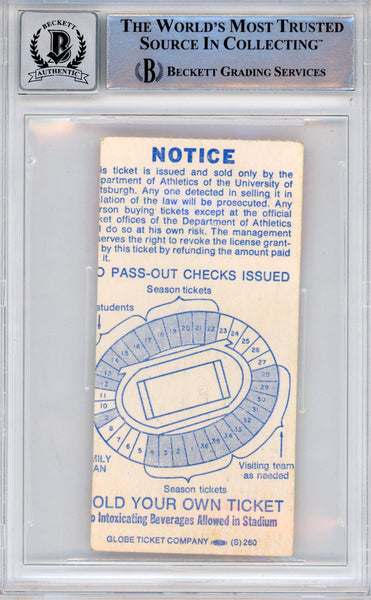 BECKETT
THE WORLD'S MOST TRUSTED
SOURCE IN COLLECTING™
B
AUTHENTIC
B BECKETT GRADING SERVICES
NOTICE
is ticket is issued and sold only by the
partment of Athletics of the University of
ttsburgh. Any one detected in selling it in
lation of the law will be prosecuted. Any
rson buying tickets except at the official
ket offices of the Department of Athletics
l do so at his own risk. The management
serves the right to revoke the license grant-
by this ticket by refunding the amount paid
it.
O PASS-OUT CHECKS ISSUED
Season tickets
students
MILY
AN
Visiting team
as needed
Season tickets
OLD YOUR OWN TICKET
o Intoxicating Beverages Allowed in Stadium
GLOBE TICKET COMPANY (S) 260